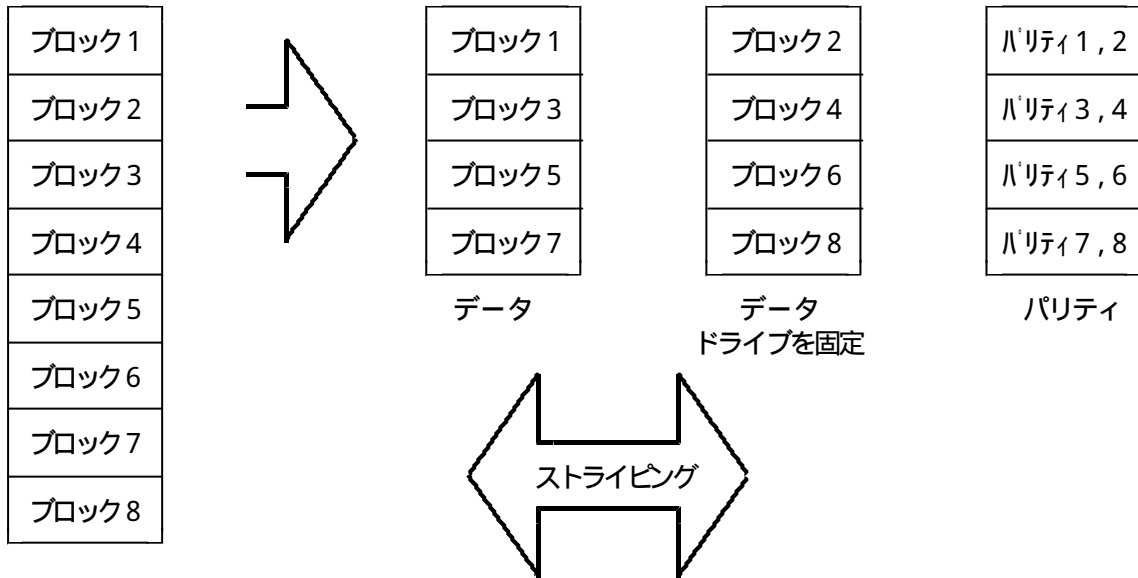 ブロック1
ブロック2
ブロック3
ブロック4
ブロック5
ブロック6
ブロック7
ブロック8
ブロック1
ブロック3
ブロック5
ブロック7
データ
ブロック2
ブロック4
ブロック6
ブロック8
データ
ドライブを固定
パリティ1,2
パリティ3,4
パリティ5,6
パリティ7,8
パリティ
ストライピング